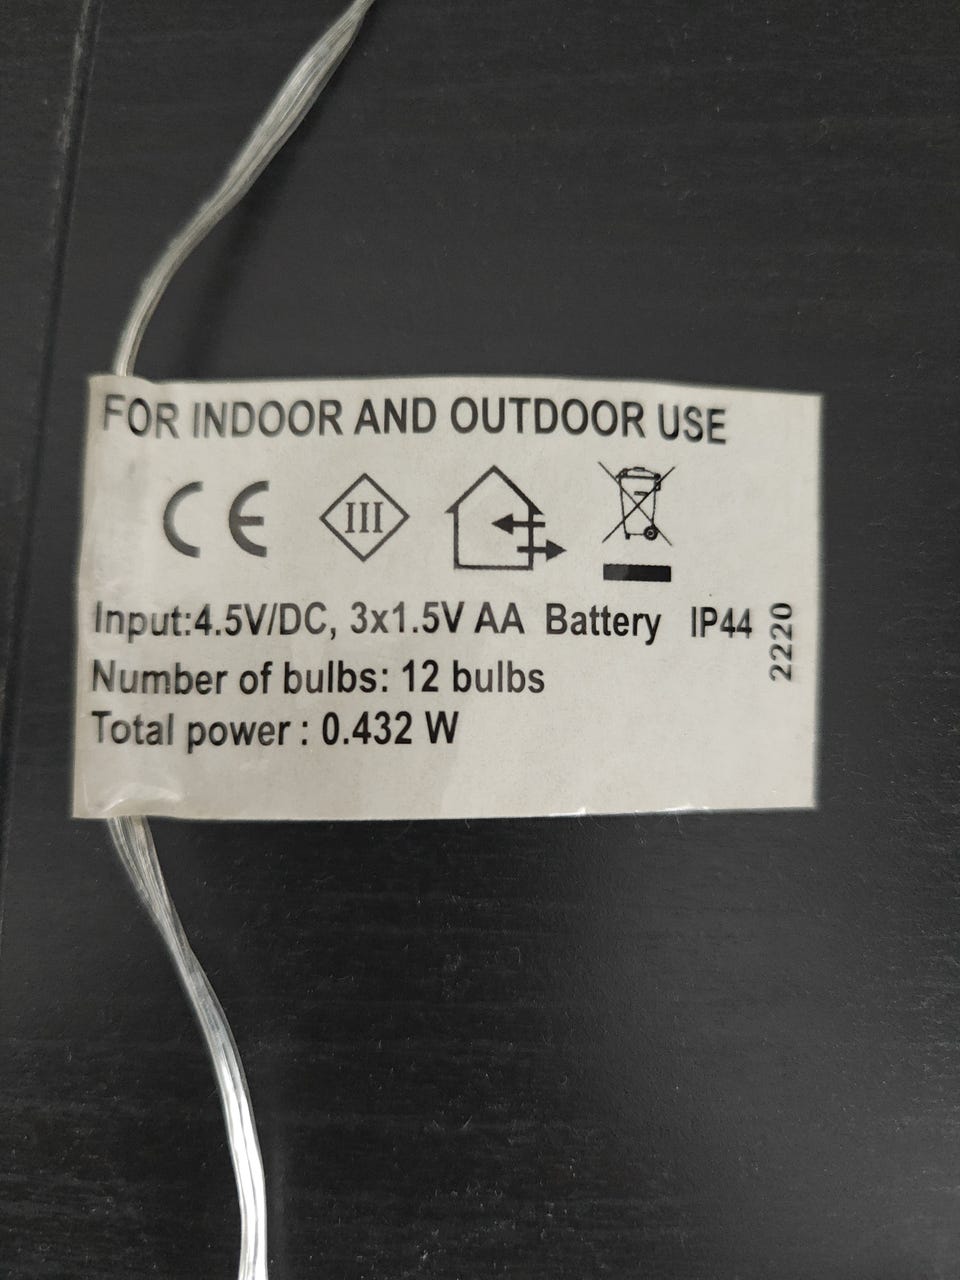 FOR INDOOR AND OUTDOOR USE
CE III
Input:4.5V/DC, 3x1.5V AA Battery IP44
2220
Number of bulbs: 12 bulbs
Total power : 0.432 W